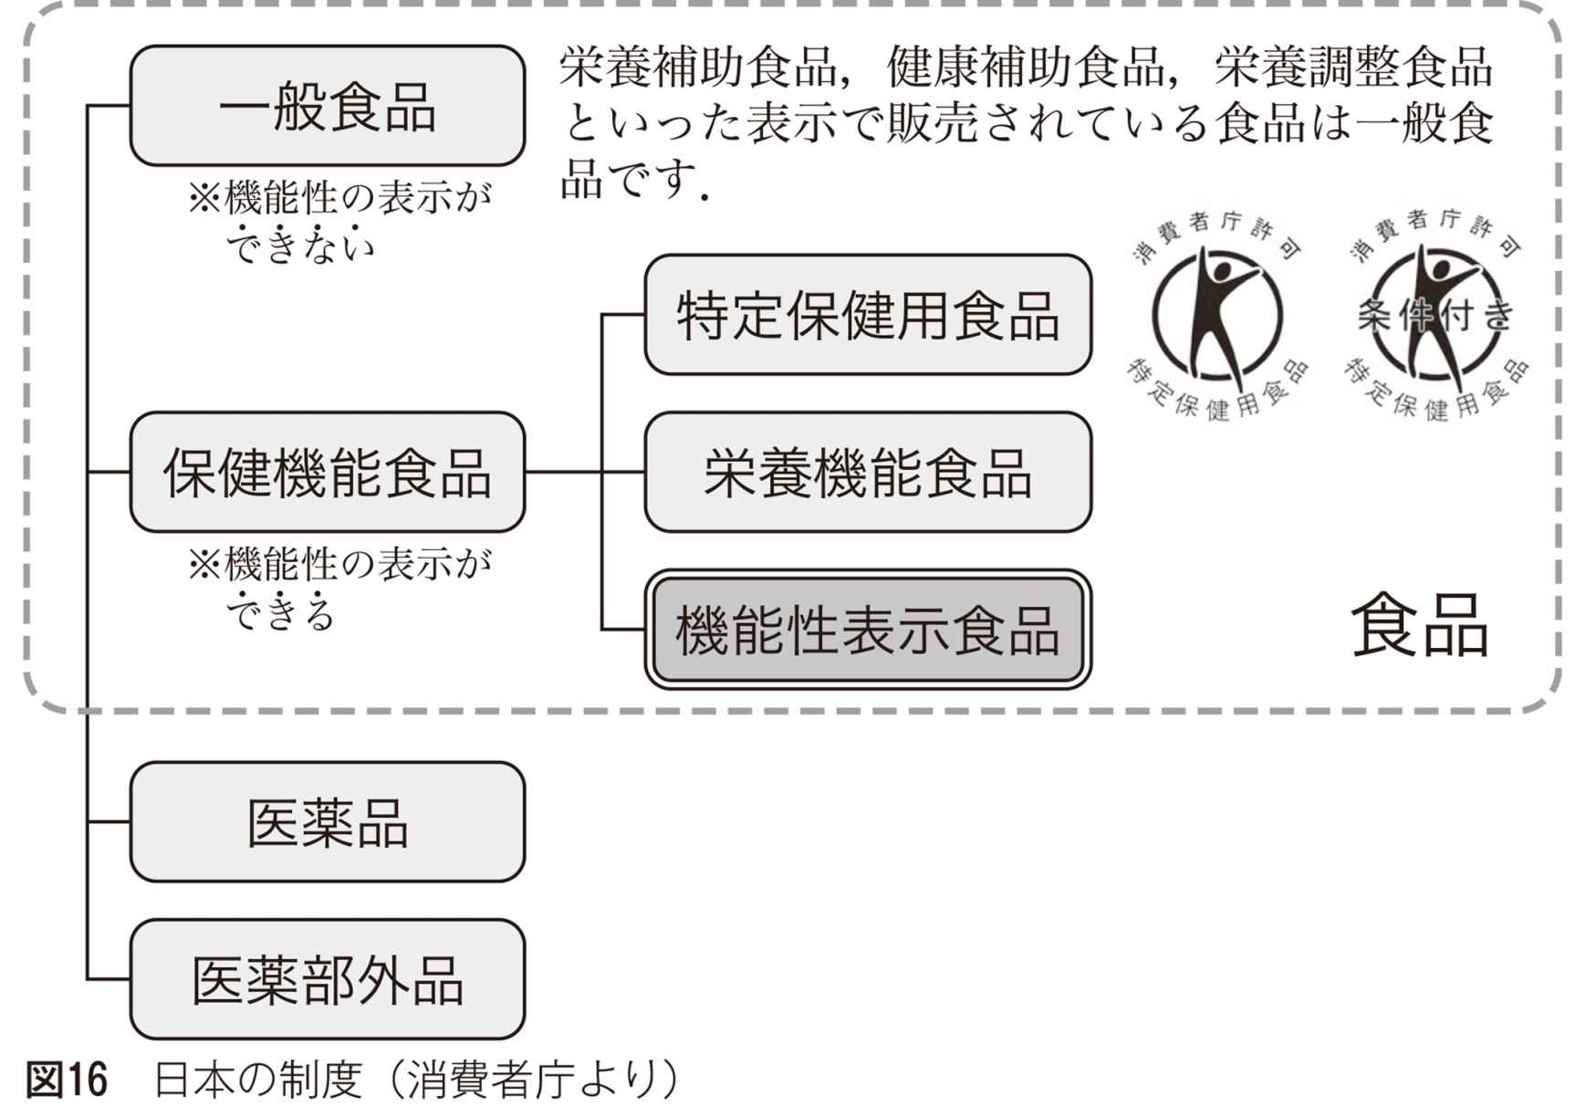 一般食品
※機能性の表示が
できない
栄養補助食品，健康補助食品，栄養調整食品
といった表示で販売されている食品は一般食
品です．
消費者庁許可
特定保健用食品
消費者庁許可
条件付き
特定保健用食品
特定保健用食品
保健機能食品
※機能性の表示が
できる
栄養機能食品
機能性表示食品
食品
医薬品
医薬部外品
図16　日本の制度（消費者庁より）